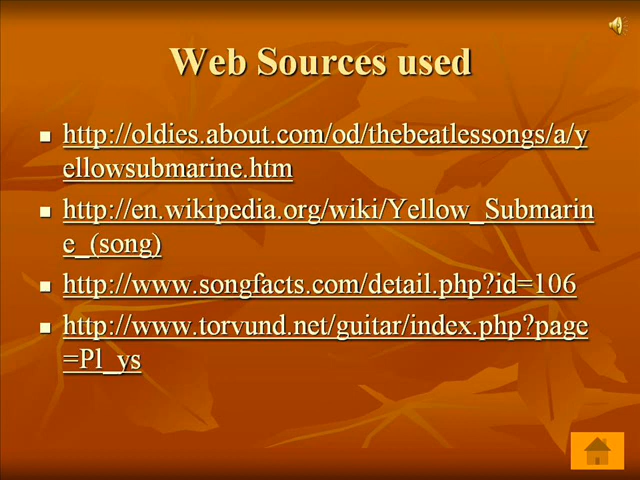 Web Sources used
http://oldies.about.com/od/thebeatlessongs/a/y
ellowsubmarine.htm
http://en.wikipedia.org/wiki/Yellow_Submarin
e_(song)
http://www.songfacts.com/detail.php?id=106
http://www.torvund.net/guitar/index.php?page
=Pl_ys